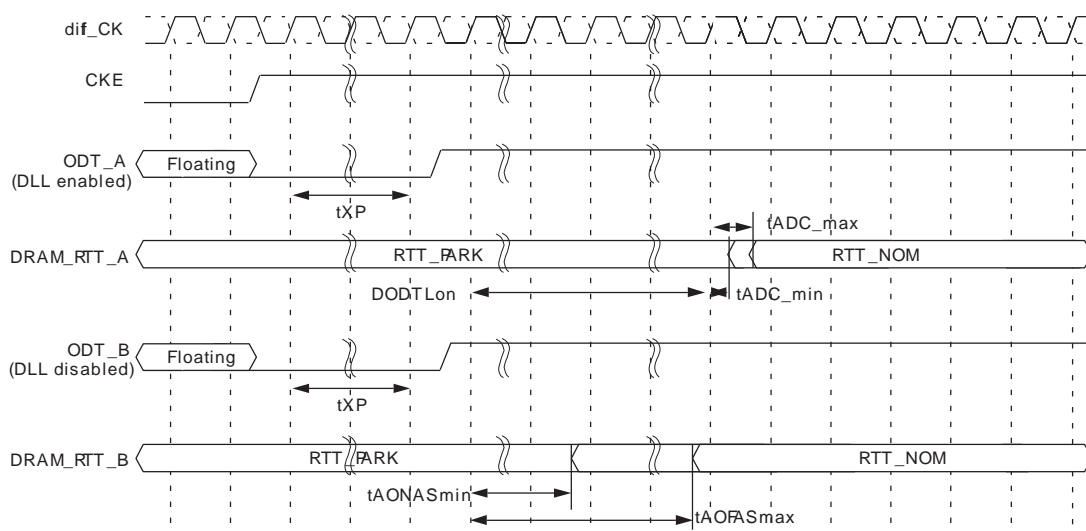 dif_CK
CKE
ODT_A
(DLL enabled)
Floating
tXP
tADC_max
DRAM_RTT_A
RTT_PARK
RTT_NOM
DODTLon
tADC_min
ODT_B
(DLL disabled)
Floating
tXP
DRAM_RTT_B
RTT_PARK
RTT_NOM
tAONASmin
tAOFASmax